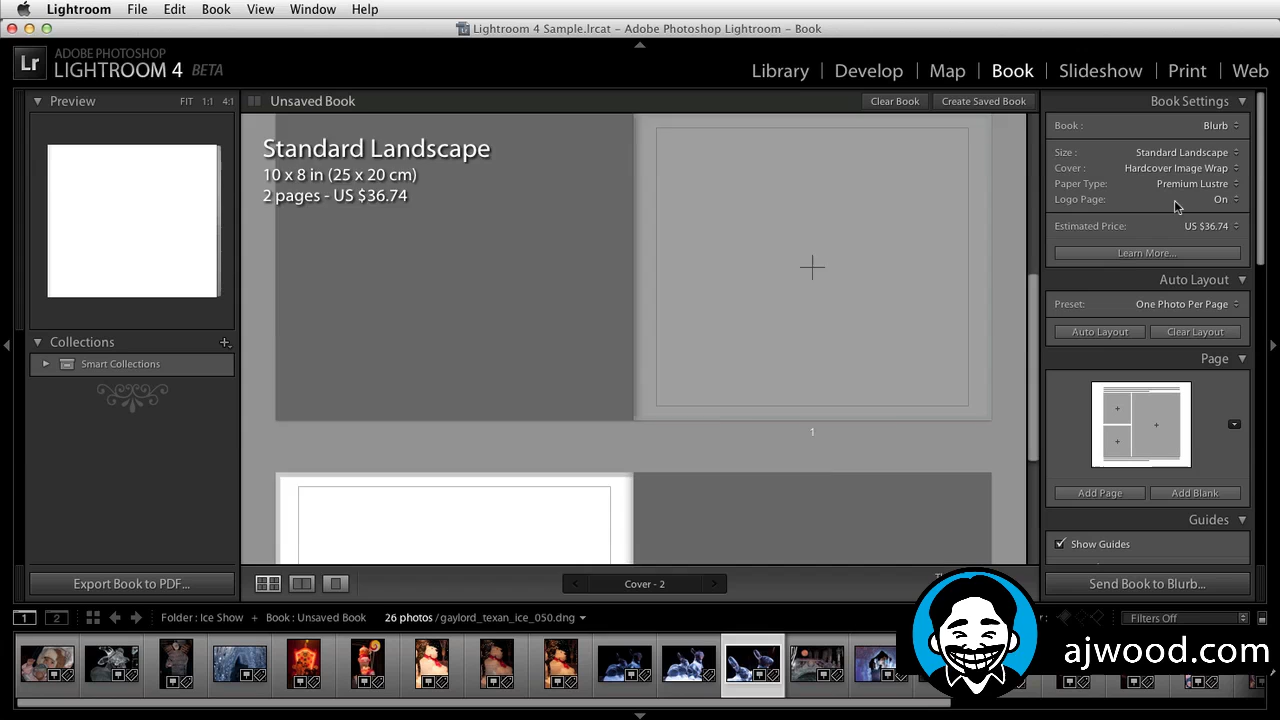 Lightroom File Edit Book View Window Help
Lightroom 4 Sample.lrcat – Adobe Photoshop Lightroom – Book
Lr ADOBE PHOTOSHOP
LIGHTROOM 4 BETA
Library | Develop | Map | Book | Slideshow | Print | Web
Preview FIT 1:1 4:1
Unsaved Book Clear Book Create Saved Book
Book Settings
Book : Blurb
Standard Landscape
10 x 8 in (25 x 20 cm)
2 pages - US $36.74
Size : Standard Landscape
Cover : Hardcover Image Wrap
Paper Type: Premium Lustre
Logo Page: On
Estimated Price: US $36.74
Learn More...
Auto Layout
Preset: One Photo Per Page
Auto Layout Clear Layout
Collections
Smart Collections
Page
1
Add Page Add Blank
Guides
Show Guides
Export Book to PDF...
Cover - 2
Send Book to Blurb...
1 2 Folder : Ice Show Book : Unsaved Book 26 photos / gaylord_texan_ice_050.dng
Filters Off
ajwood.com